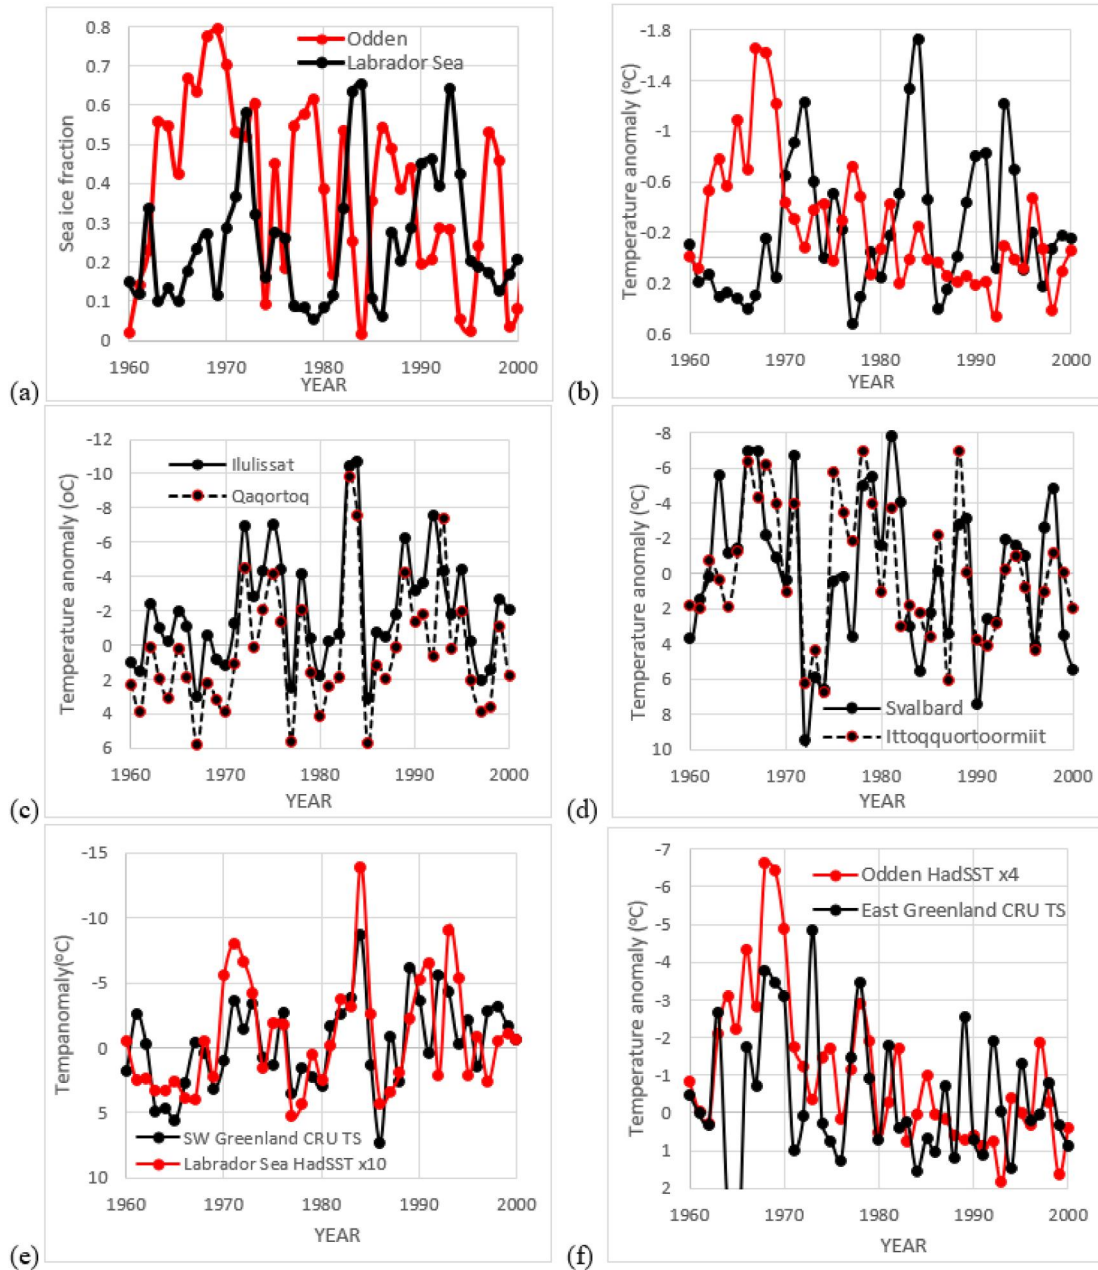 0.8
0.7
0.6
0.5
0.4
0.3
0.2
0.1
0
Sea ice fraction
Odden
Labrador Sea
1960 1970 1980 1990 2000
YEAR
(a)
-1.8
-1.4
-1
-0.6
-0.2
0.2
0.6
Temperature anomaly (ºC)
1960 1970 1980 1990 2000
YEAR
(b)
-12
-10
-8
-6
-4
-2
0
2
4
6
Temperature anomaly (oC)
Ilulissat
Qaqortoq
1960 1970 1980 1990 2000
YEAR
(c)
-8
-6
-4
-2
0
2
4
6
8
10
Temperature anomaly (ºC)
Svalbard
Ittoqquortoormiit
1960 1970 1980 1990 2000
YEAR
(d)
-15
-10
-5
0
5
10
Tempanomaly(ºC)
SW Greenland CRU TS
Labrador Sea HadSST x10
1960 1970 1980 1990 2000
YEAR
(e)
-7
-6
-5
-4
-3
-2
-1
0
1
2
Temperature anomaly (ºC)
Odden HadSST x4
East Greenland CRU TS
1960 1970 1980 1990 2000
YEAR
(f)